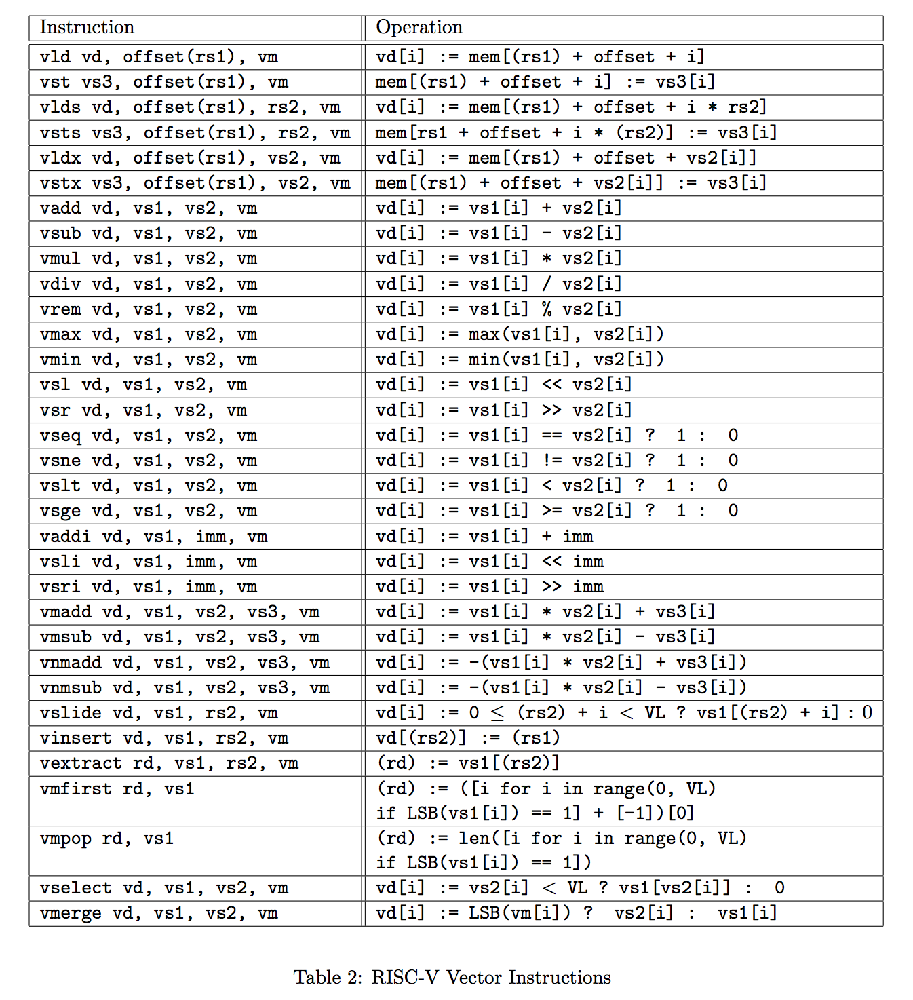 Instruction Operation
vld vd, offset(rs1), vm vd[i] := mem[(rs1) + offset + i]
vst vs3, offset(rs1), vm mem[(rs1) + offset + i] := vs3[i]
vlds vd, offset(rs1), rs2, vm vd[i] := mem[(rs1) + offset + i * rs2]
vsts vs3, offset(rs1), rs2, vm mem[rs1 + offset + i * (rs2)] := vs3[i]
vldx vd, offset(rs1), vs2, vm vd[i] := mem[(rs1) + offset + vs2[i]]
vstx vs3, offset(rs1), vs2, vm mem[(rs1) + offset + vs2[i]] := vs3[i]
vadd vd, vs1, vs2, vm vd[i] := vs1[i] + vs2[i]
vsub vd, vs1, vs2, vm vd[i] := vs1[i] - vs2[i]
vmul vd, vs1, vs2, vm vd[i] := vs1[i] * vs2[i]
vdiv vd, vs1, vs2, vm vd[i] := vs1[i] / vs2[i]
vrem vd, vs1, vs2, vm vd[i] := vs1[i] % vs2[i]
vmax vd, vs1, vs2, vm vd[i] := max(vs1[i], vs2[i])
vmin vd, vs1, vs2, vm vd[i] := min(vs1[i], vs2[i])
vsl vd, vs1, vs2, vm vd[i] := vs1[i] << vs2[i]
vsr vd, vs1, vs2, vm vd[i] := vs1[i] >> vs2[i]
vseq vd, vs1, vs2, vm vd[i] := vs1[i] == vs2[i] ? 1 : 0
vsne vd, vs1, vs2, vm vd[i] := vs1[i] != vs2[i] ? 1 : 0
vslt vd, vs1, vs2, vm vd[i] := vs1[i] < vs2[i] ? 1 : 0
vsge vd, vs1, vs2, vm vd[i] := vs1[i] >= vs2[i] ? 1 : 0
vaddi vd, vs1, imm, vm vd[i] := vs1[i] + imm
vsli vd, vs1, imm, vm vd[i] := vs1[i] << imm
vsri vd, vs1, imm, vm vd[i] := vs1[i] >> imm
vmadd vd, vs1, vs2, vs3, vm vd[i] := vs1[i] * vs2[i] + vs3[i]
vmsub vd, vs1, vs2, vs3, vm vd[i] := vs1[i] * vs2[i] - vs3[i]
vnmadd vd, vs1, vs2, vs3, vm vd[i] := -(vs1[i] * vs2[i] + vs3[i])
vnmsub vd, vs1, vs2, vs3, vm vd[i] := -(vs1[i] * vs2[i] - vs3[i])
vslide vd, vs1, rs2, vm vd[i] := 0 ≤ (rs2) + i < VL ? vs1[(rs2) + i] : 0
vinsert vd, vs1, rs2, vm vd[(rs2)] := (rs1)
vextract rd, vs1, rs2, vm (rd) := vs1[(rs2)]
vmfirst rd, vs1 (rd) := ([i for i in range(0, VL)
if LSB(vs1[i]) == 1] + [-1])[0]
vmpop rd, vs1 (rd) := len([i for i in range(0, VL)
if LSB(vs1[i]) == 1])
vselect vd, vs1, vs2, vm vd[i] := vs2[i] < VL ? vs1[vs2[i]] : 0
vmerge vd, vs1, vs2, vm vd[i] := LSB(vm[i]) ? vs2[i] : vs1[i]
Table 2: RISC-V Vector Instructions